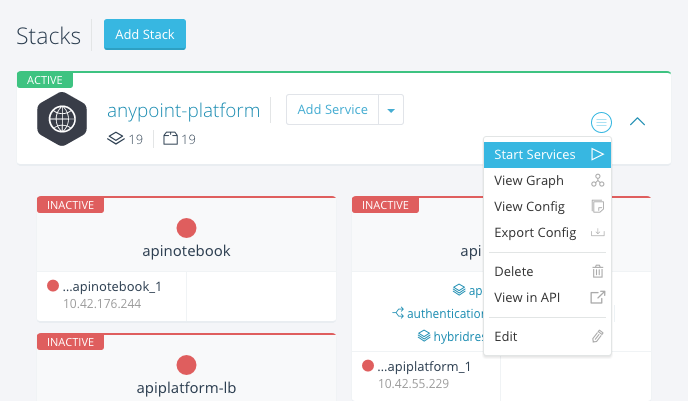 Stacks
Add Stack
ACTIVE
anypoint-platform
Add Service
19
19
Start Services
View Graph
View Config
Export Config
Delete
View in API
Edit
INACTIVE
apinotebook
...apinotebook_1
10.42.176.244
INACTIVE
apiplatform-lb
INACTIVE
api
ap
authentication
hybridres
...apiplatform_1
10.42.55.229